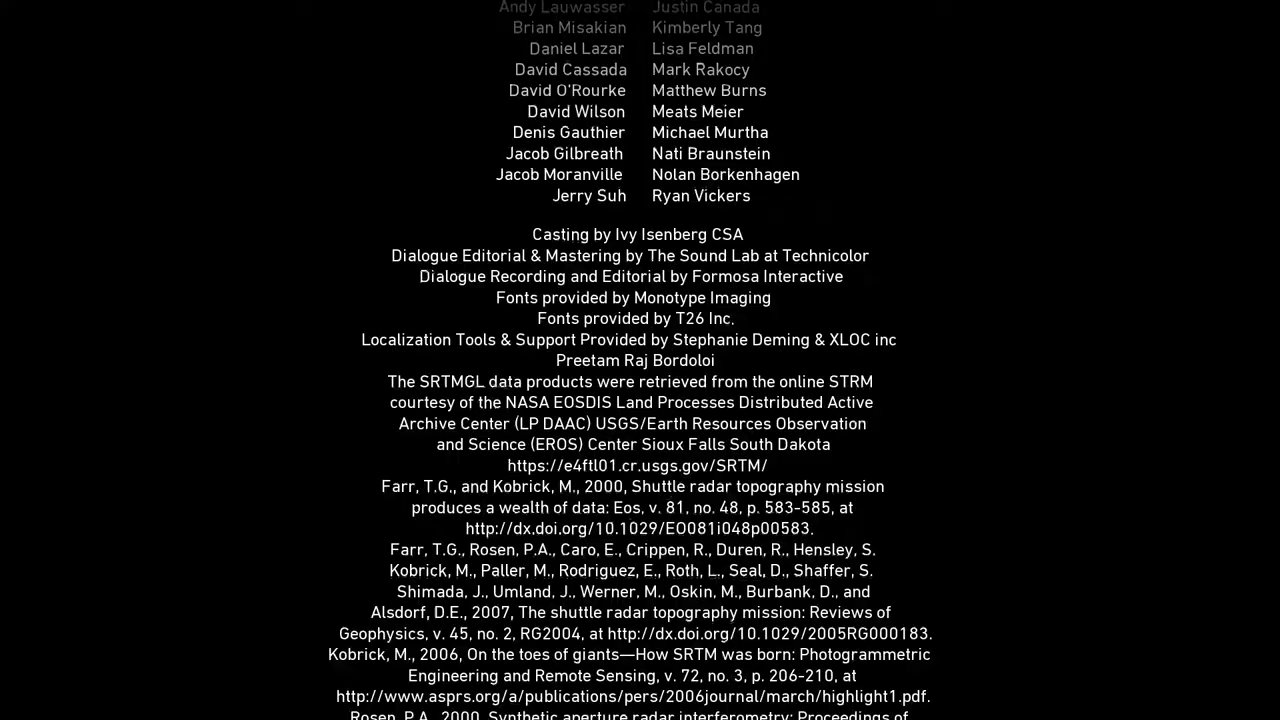 Andy Lauwasser Justin Canada
Brian Misakian Kimberly Tang
Daniel Lazar Lisa Feldman
David Cassada Mark Rakocy
David O'Rourke Matthew Burns
David Wilson Meats Meier
Denis Gauthier Michael Murtha
Jacob Gilbreath Nati Braunstein
Jacob Moranville Nolan Borkenhagen
Jerry Suh Ryan Vickers
Casting by Ivy Isenberg CSA
Dialogue Editorial & Mastering by The Sound Lab at Technicolor
Dialogue Recording and Editorial by Formosa Interactive
Fonts provided by Monotype Imaging
Fonts provided by T26 Inc.
Localization Tools & Support Provided by Stephanie Deming & XLOC inc
Preetam Raj Bordoloi
The SRTMGL data products were retrieved from the online STRM
courtesy of the NASA EOSDIS Land Processes Distributed Active
Archive Center (LP DAAC) USGS/Earth Resources Observation
and Science (EROS) Center Sioux Falls South Dakota
https://e4ftl01.cr.usgs.gov/SRTM/
Farr, T.G., and Kobrick, M., 2000, Shuttle radar topography mission
produces a wealth of data: Eos, v. 81, no. 48, p. 583-585, at
http://dx.doi.org/10.1029/EO081i048p00583.
Farr, T.G., Rosen, P.A., Caro, E., Crippen, R., Duren, R., Hensley, S.
Kobrick, M., Paller, M., Rodriguez, E., Roth, L., Seal, D., Shaffer, S.
Shimada, J., Umland, J., Werner, M., Oskin, M., Burbank, D., and
Alsdorf, D.E., 2007, The shuttle radar topography mission: Reviews of
Geophysics, v. 45, no. 2, RG2004, at http://dx.doi.org/10.1029/2005RG000183.
Kobrick, M., 2006, On the toes of giants—How SRTM was born: Photogrammetric
Engineering and Remote Sensing, v. 72, no. 3, p. 206-210, at
http://www.asprs.org/a/publications/pers/2006journal/march/highlight1.pdf.
Rosen, P.A., 2000, Synthetic aperture radar interferometry: Proceedings of